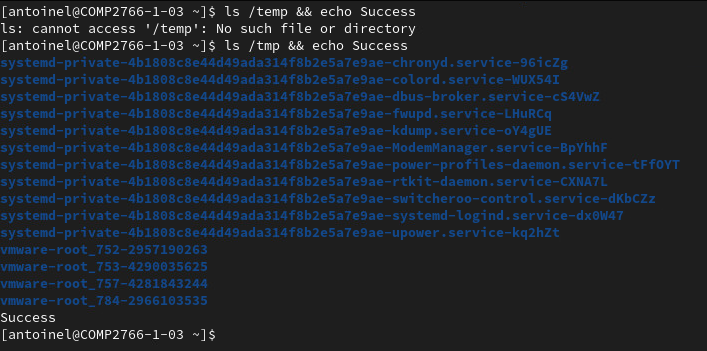 [antoinel@COMP2766-1-03 ~]$ ls /temp && echo Success
ls: cannot access '/temp': No such file or directory
[antoinel@COMP2766-1-03 ~]$ ls /tmp && echo Success
systemd-private-4b1808c8e44d49ada314f8b2e5a7e9ae-chronyd.service-96icZg
systemd-private-4b1808c8e44d49ada314f8b2e5a7e9ae-colord.service-WUX54I
systemd-private-4b1808c8e44d49ada314f8b2e5a7e9ae-dbus-broker.service-cS4VwZ
systemd-private-4b1808c8e44d49ada314f8b2e5a7e9ae-fwupd.service-LHuRCq
systemd-private-4b1808c8e44d49ada314f8b2e5a7e9ae-kdump.service-oY4gUE
systemd-private-4b1808c8e44d49ada314f8b2e5a7e9ae-ModemManager.service-BpYhhF
systemd-private-4b1808c8e44d49ada314f8b2e5a7e9ae-power-profiles-daemon.service-tFfOYT
systemd-private-4b1808c8e44d49ada314f8b2e5a7e9ae-rtkit-daemon.service-CXNA7L
systemd-private-4b1808c8e44d49ada314f8b2e5a7e9ae-switcheroo-control.service-dKbCZz
systemd-private-4b1808c8e44d49ada314f8b2e5a7e9ae-systemd-logind.service-dx0W47
systemd-private-4b1808c8e44d49ada314f8b2e5a7e9ae-upower.service-kq2hZt
vmware-root_752-2957190263
vmware-root_753-4290035625
vmware-root_757-4281843244
vmware-root_784-2966103535
Success
[antoinel@COMP2766-1-03 ~]$